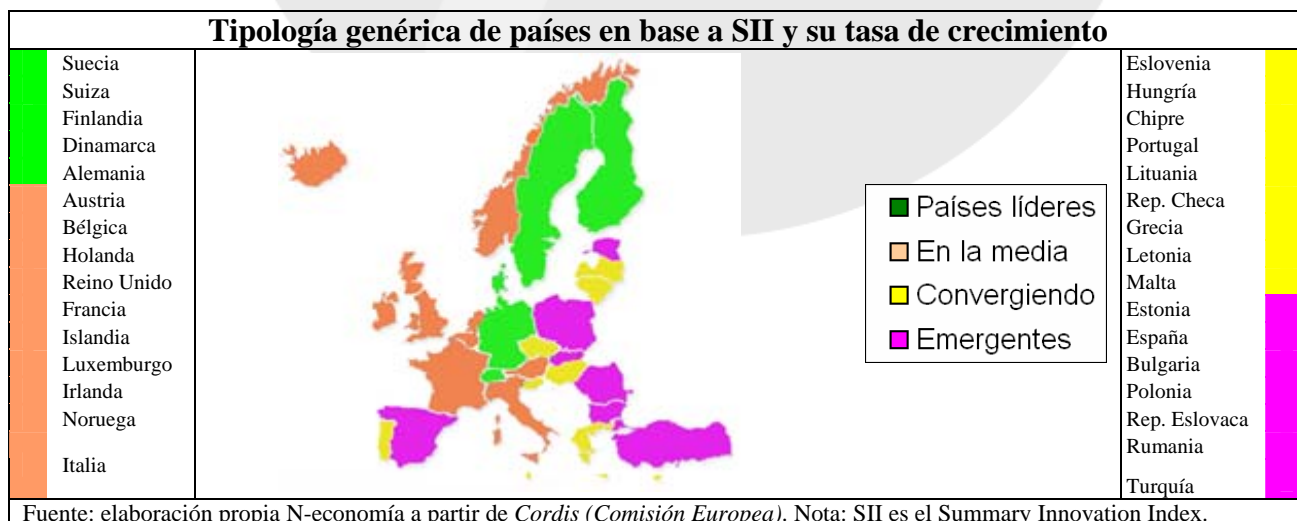 Tipología genérica de países en base a SII y su tasa de crecimiento
Suecia
Suiza
Finlandia
Dinamarca
Alemania
Austria
Bélgica
Holanda
Reino Unido
Francia
Islandia
Luxemburgo
Irlanda
Noruega
Italia
Países líderes
En la media
Convergiendo
Emergentes
Eslovenia
Hungría
Chipre
Portugal
Lituania
Rep. Checa
Grecia
Letonia
Malta
Estonia
España
Bulgaria
Polonia
Rep. Eslovaca
Rumania
Turquía
Fuente: elaboración propia N-economía a partir de Cordis (Comisión Europea). Nota: SII es el Summary Innovation Index.